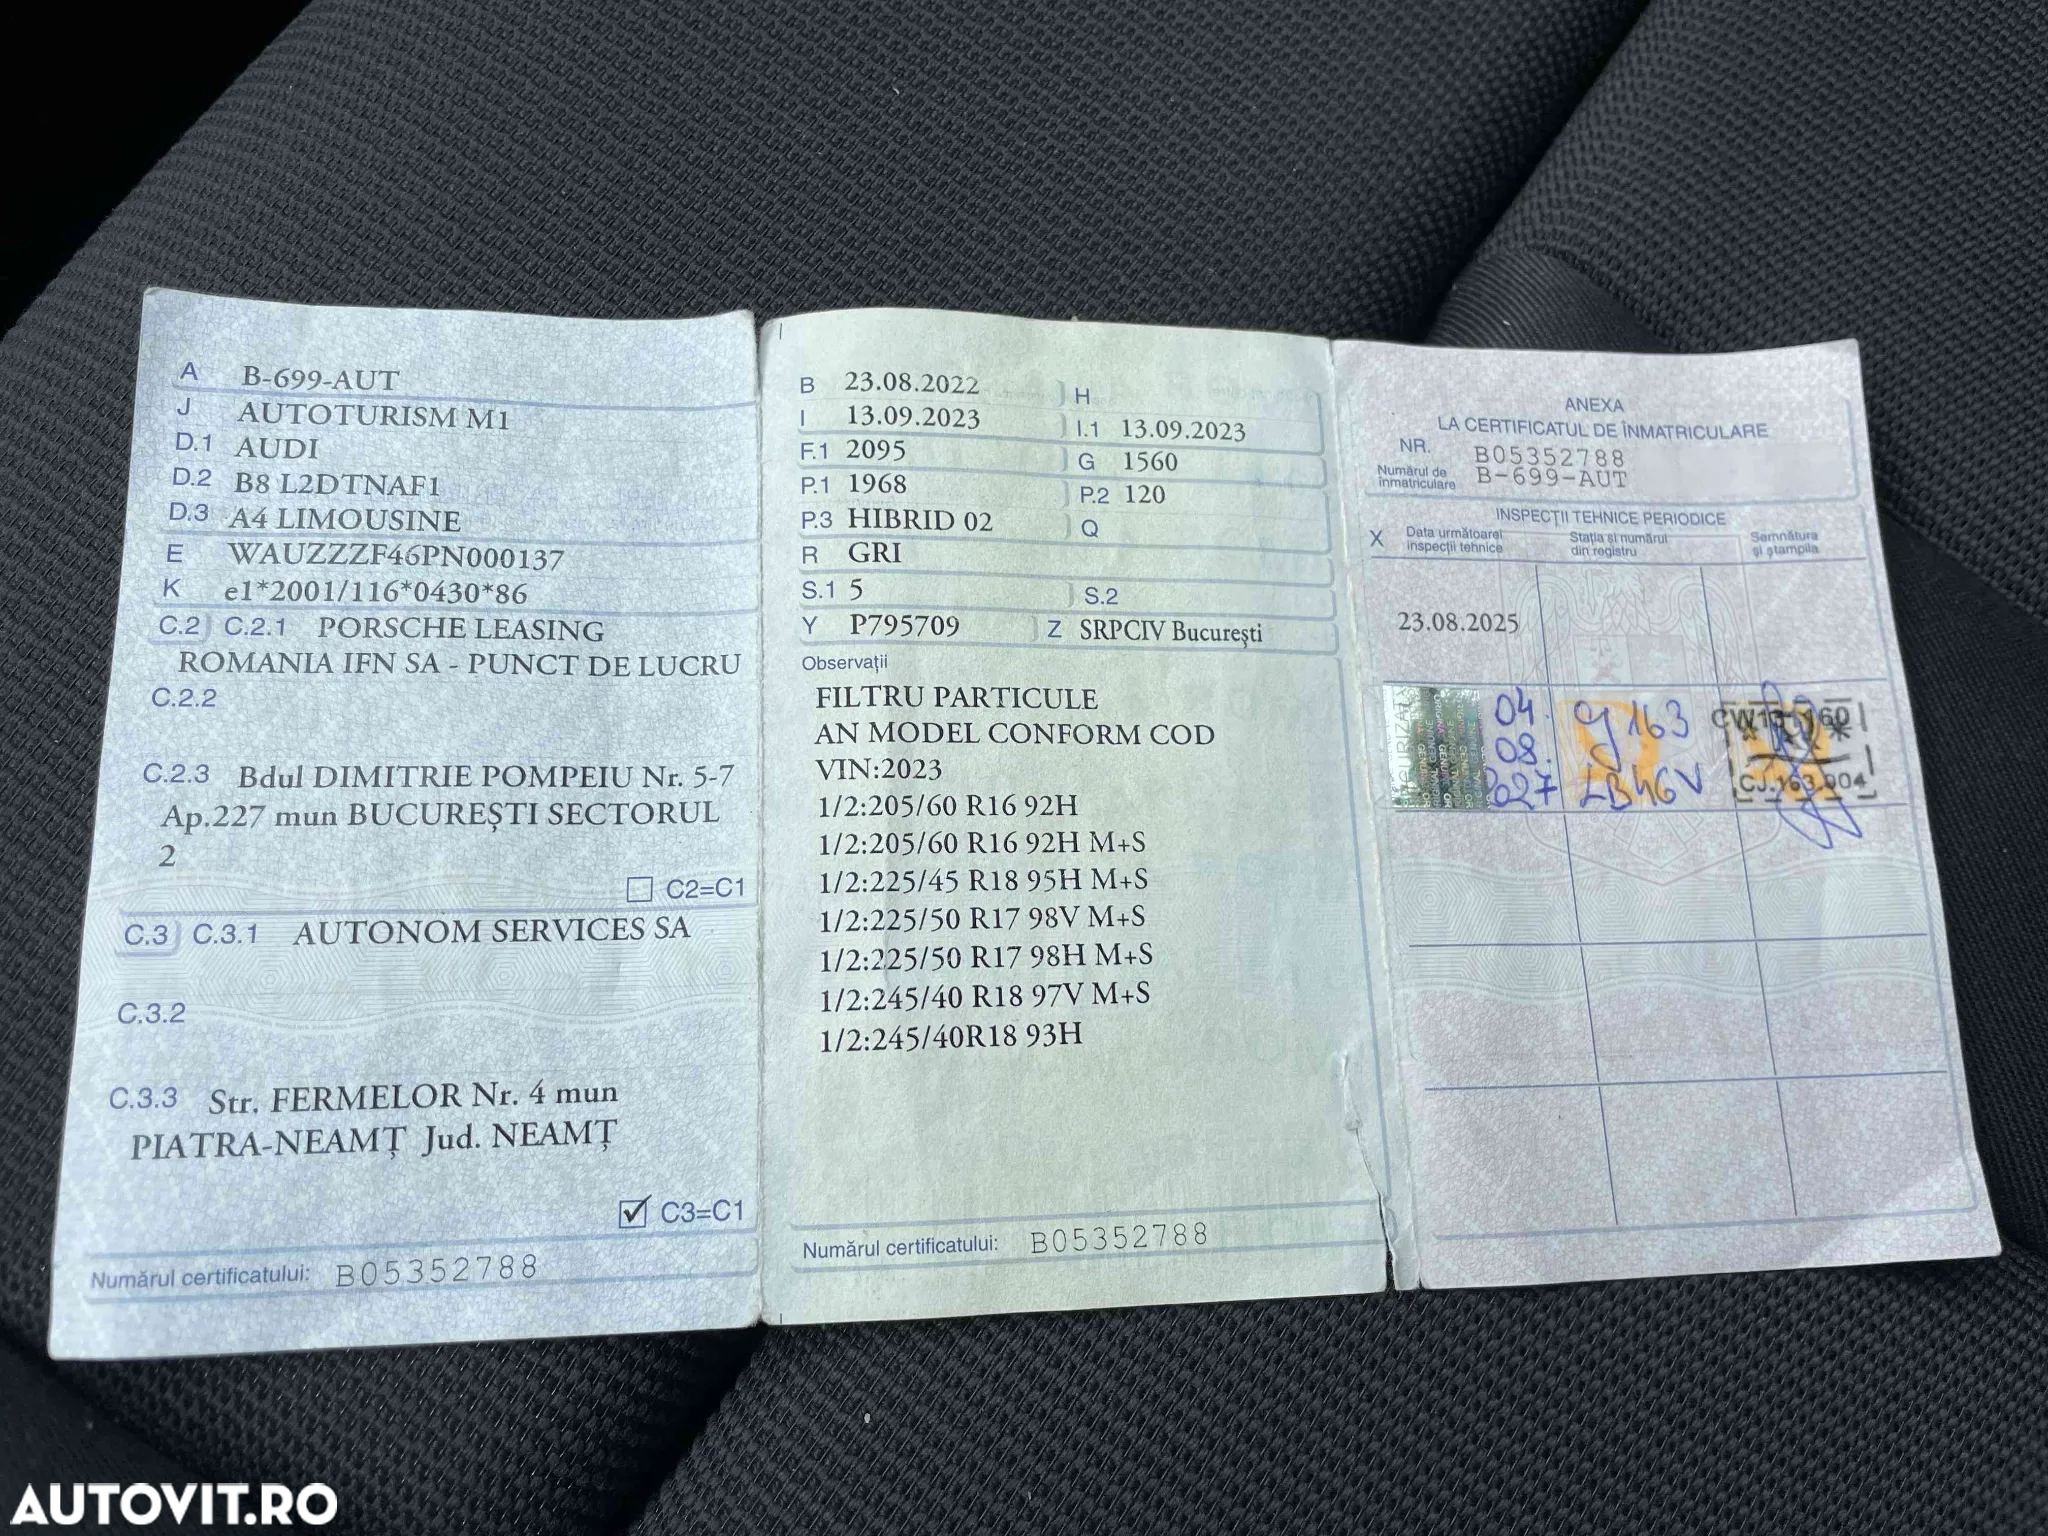 A B-699-AUT
J AUTOTURISM M1
D.1 AUDI
D.2 B8 L2DTNAF1
D.3 A4 LIMOUSINE
E WAUZZZF46PN000137
K e1*2001/116*0430*86
C.2 C.2.1 PORSCHE LEASING
ROMANIA IFN SA - PUNCT DE LUCRU
C.2.2
C.2.3 Bdul DIMITRIE POMPEIU Nr. 5-7
Ap.227 mun BUCUREȘTI SECTORUL
2
C2=C1
C.3 C.3.1 AUTONOM SERVICES SA
C.3.2
C.3.3 Str. FERMELOR Nr. 4 mun
PIATRA-NEAMȚ Jud. NEAMȚ
C3=C1
Numărul certificatului: B05352788
B 23.08.2022 H
I 13.09.2023 I.1 13.09.2023
F.1 2095 G 1560
P.1 1968 P.2 120
P.3 HIBRID 02 Q
R GRI
S.1 5 S.2
Y P795709 Z SRPCIV București
Observații
FILTRU PARTICULE
AN MODEL CONFORM COD
VIN:2023
1/2:205/60 R16 92H
1/2:205/60 R16 92H M+S
1/2:225/45 R18 95H M+S
1/2:225/50 R17 98V M+S
1/2:225/50 R17 98H M+S
1/2:245/40 R18 97V M+S
1/2:245/40R18 93H
Numărul certificatului: B05352788
ANEXA
LA CERTIFICATUL DE ÎNMATRICULARE
NR. B05352788
Numărul de
înmatriculare B-699-AUT
INSPECȚII TEHNICE PERIODICE
X Data următoarei
inspecții tehnice
Stația și numărul
din registru
Semnătura
și ștampila
23.08.2025
04.
08.
2027
CJ 163
LB46V
CJ.163.004
AUTOVIT.RO